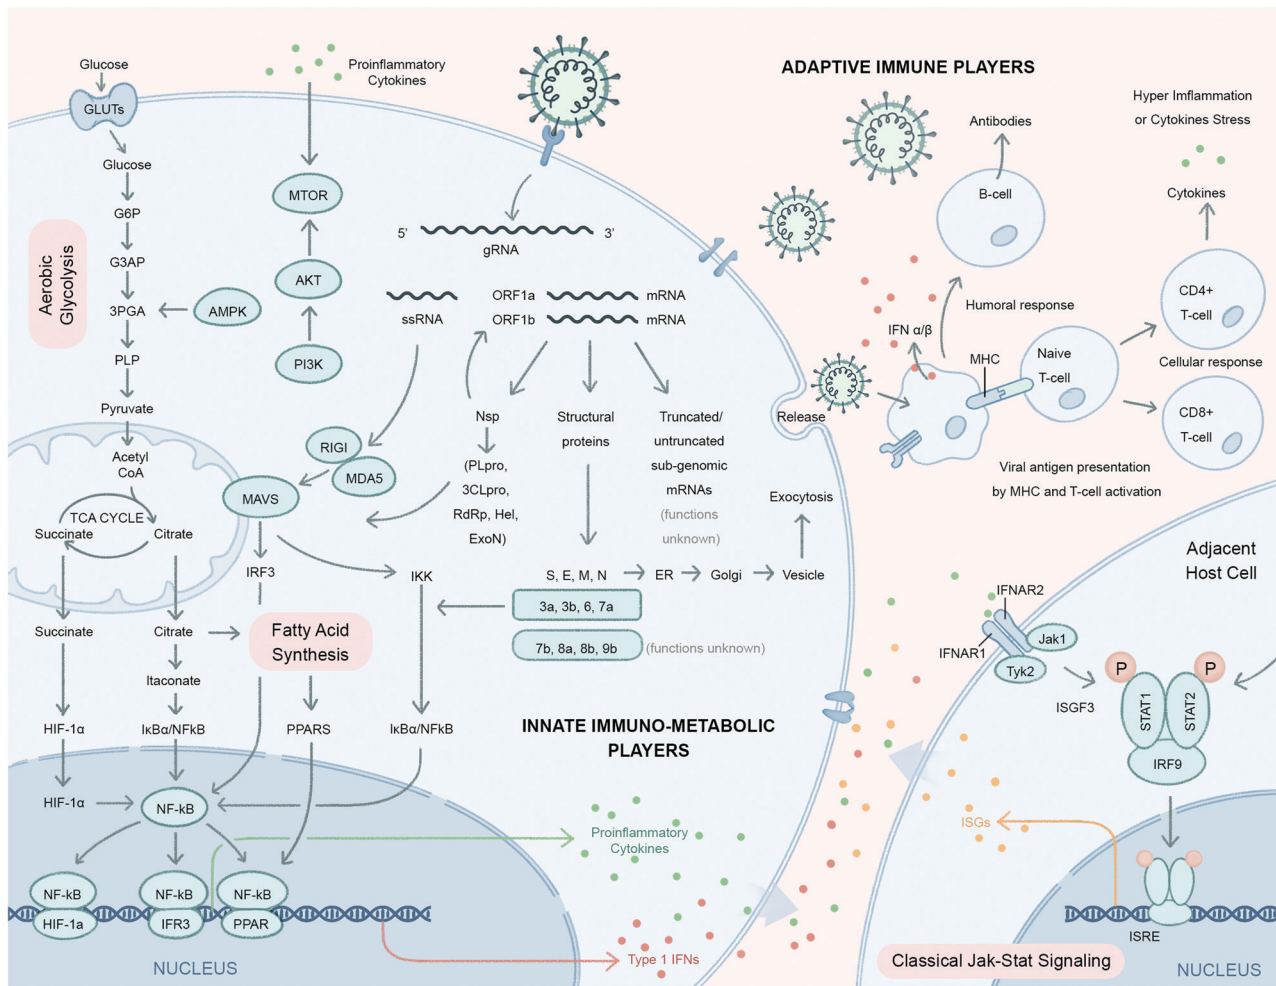 Glucose
GLUTs
Glucose
G6P
G3AP
3PGA
AMPK
PLP
Pyruvate
Acetyl
CoA
TCA CYCLE
Succinate
Citrate
Succinate
Citrate
Itaconate
HIF-1α
IκBα/NFkB
HIF-1α
Aerobic
Glycolysis
Proinflammatory
Cytokines
MTOR
AKT
PI3K
5'
3'
gRNA
ssRNA
ORF1a
mRNA
ORF1b
mRNA
RIGI
MDA5
MAVS
IRF3
IKK
Nsp
(PLpro,
3CLpro,
RdRp, Hel,
ExoN)
Structural
proteins
Truncated/
untruncated
sub-genomic
mRNAs
(functions
unknown)
S, E, M, N
ER
Golgi
Vesicle
Exocytosis
Release
3a, 3b, 6, 7a
7b, 8a, 8b, 9b
(functions unknown)
Fatty Acid
Synthesis
PPARS
IκBα/NFkB
INNATE IMMUNO-METABOLIC
PLAYERS
NF-kB
NF-kB
HIF-1a
NF-kB
IFR3
NF-kB
PPAR
NUCLEUS
Proinflammatory
Cytokines
Type 1 IFNs
ADAPTIVE IMMUNE PLAYERS
Antibodies
B-cell
Humoral response
IFN α/β
MHC
Naive
T-cell
Hyper Imflammation
or Cytokines Stress
Cytokines
CD4+
T-cell
Cellular response
CD8+
T-cell
Viral antigen presentation
by MHC and T-cell activation
Adjacent
Host Cell
IFNAR2
IFNAR1
Jak1
Tyk2
ISGF3
P
P
STAT1
STAT2
IRF9
ISGs
ISRE
Classical Jak-Stat Signaling
NUCLEUS